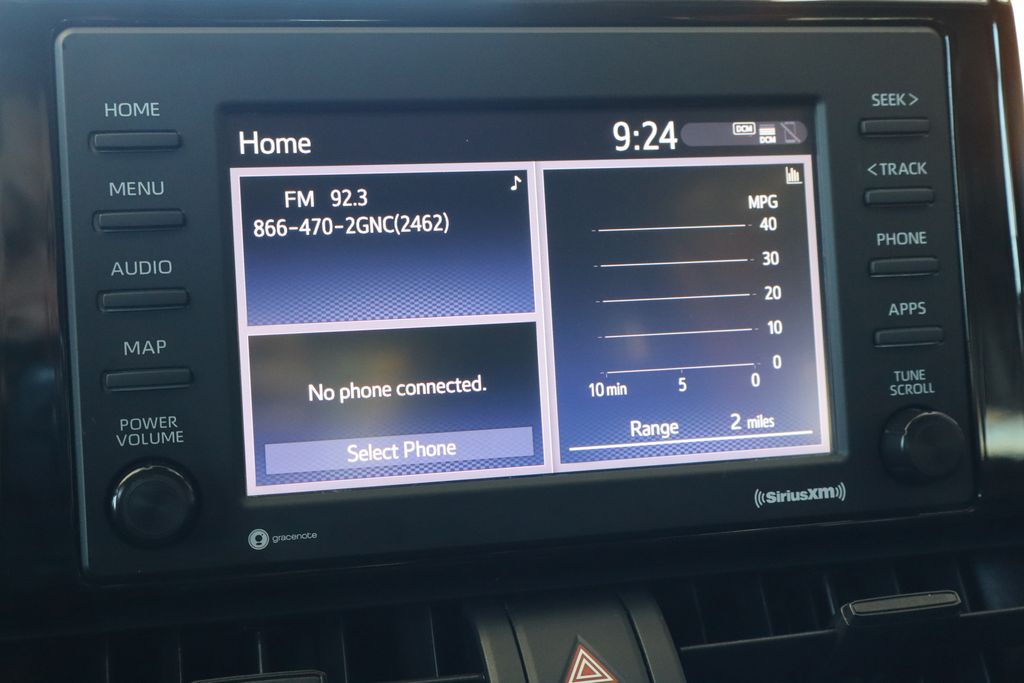 HOME
MENU
AUDIO
MAP
POWER
VOLUME
Home
9:24
DCM
DCM
FM 92.3
866-470-2GNC(2462)
No phone connected.
Select Phone
MPG
40
30
20
10
0
10 min 5 0
Range 2 miles
SEEK>
<TRACK
PHONE
APPS
TUNE
SCROLL
gracenote
((SiriusXM))